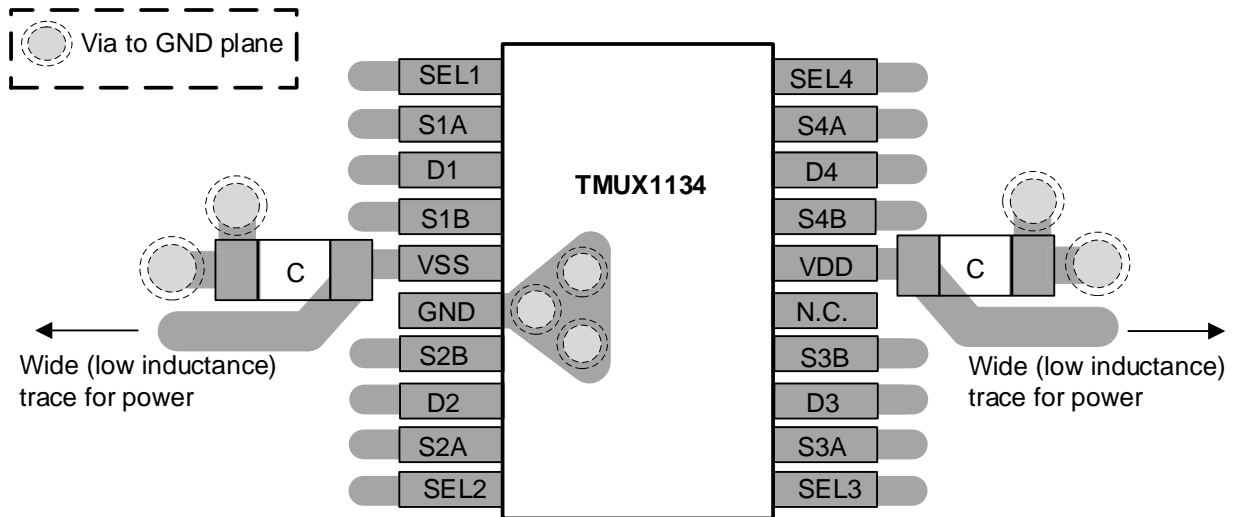 Via to GND plane
SEL1
S1A
D1
S1B
VSS
GND
S2B
D2
S2A
SEL2
TMUX1134
SEL4
S4A
D4
S4B
VDD
N.C.
S3B
D3
S3A
SEL3
C
C
Wide (low inductance)
trace for power
Wide (low inductance)
trace for power